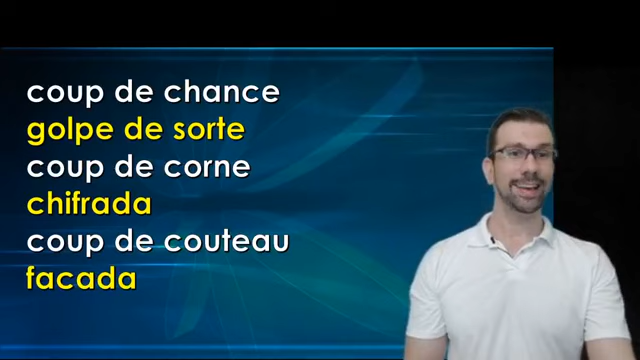 coup de chance
golpe de sorte
coup de corne
chifrada
coup de couteau
facada